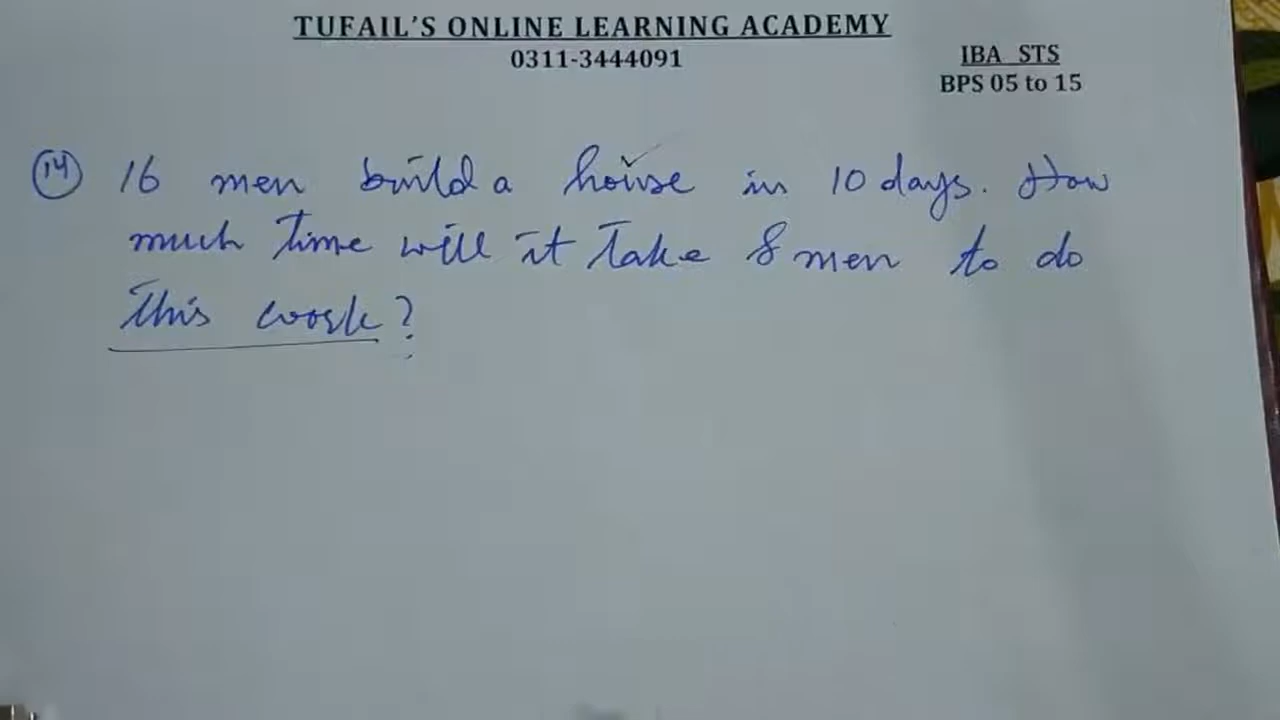 TUFAIL'S ONLINE LEARNING ACADEMY
0311-3444091
IBA STS
BPS 05 to 15
14 16 men build a house in 10 days. How
much time will it take 8 men to do
this work?